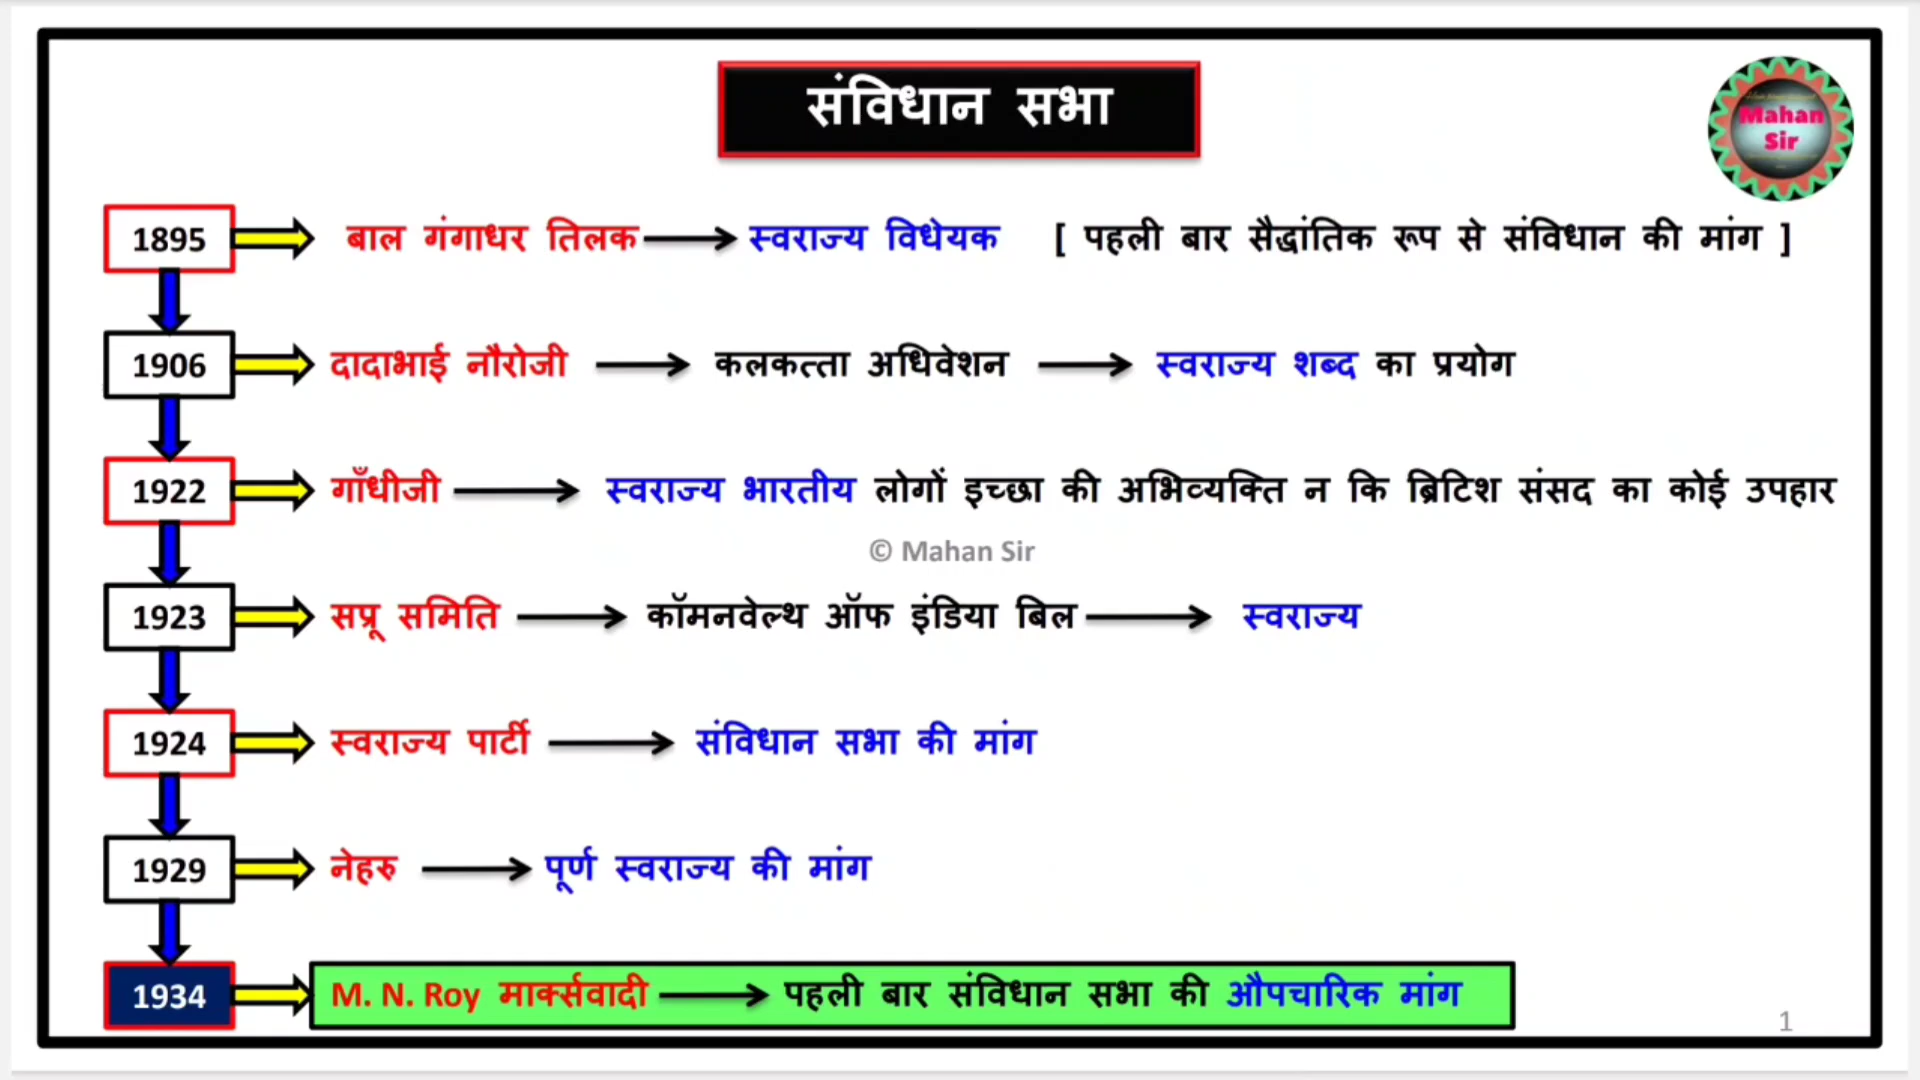 संविधान सभा
Mahan
Sir
1895 बाल गंगाधर तिलक स्वराज्य विधेयक [ पहली बार सैद्धांतिक रूप से संविधान की मांग ]
1906 दादाभाई नौरोजी कलकत्ता अधिवेशन स्वराज्य शब्द का प्रयोग
1922 गाँधीजी स्वराज्य भारतीय लोगों इच्छा की अभिव्यक्ति न कि ब्रिटिश संसद का कोई उपहार
© Mahan Sir
1923 सप्रू समिति कॉमनवेल्थ ऑफ इंडिया बिल स्वराज्य
1924 स्वराज्य पार्टी संविधान सभा की मांग
1929 नेहरु पूर्ण स्वराज्य की मांग
1934 M. N. Roy मार्क्सवादी पहली बार संविधान सभा की औपचारिक मांग
1